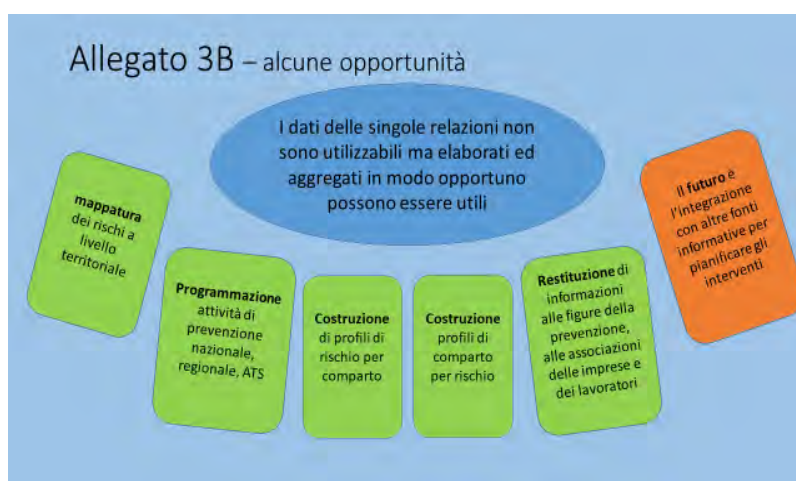 Allegato 3B – alcune opportunità
I dati delle singole relazioni non
sono utilizzabili ma elaborati ed
aggregati in modo opportuno
possono essere utili
mappatura
dei rischi a
livello
territoriale
Programmazione
attività di
prevenzione
nazionale,
regionale, ATS
Costruzione
di profili di
rischio per
comparto
Costruzione
profili di
comparto
per rischio
Restituzione di
informazioni
alle figure della
prevenzione,
alle associazioni
delle imprese e
dei lavoratori
Il futuro è
l'integrazione
con altre fonti
informative per
pianificare gli
interventi